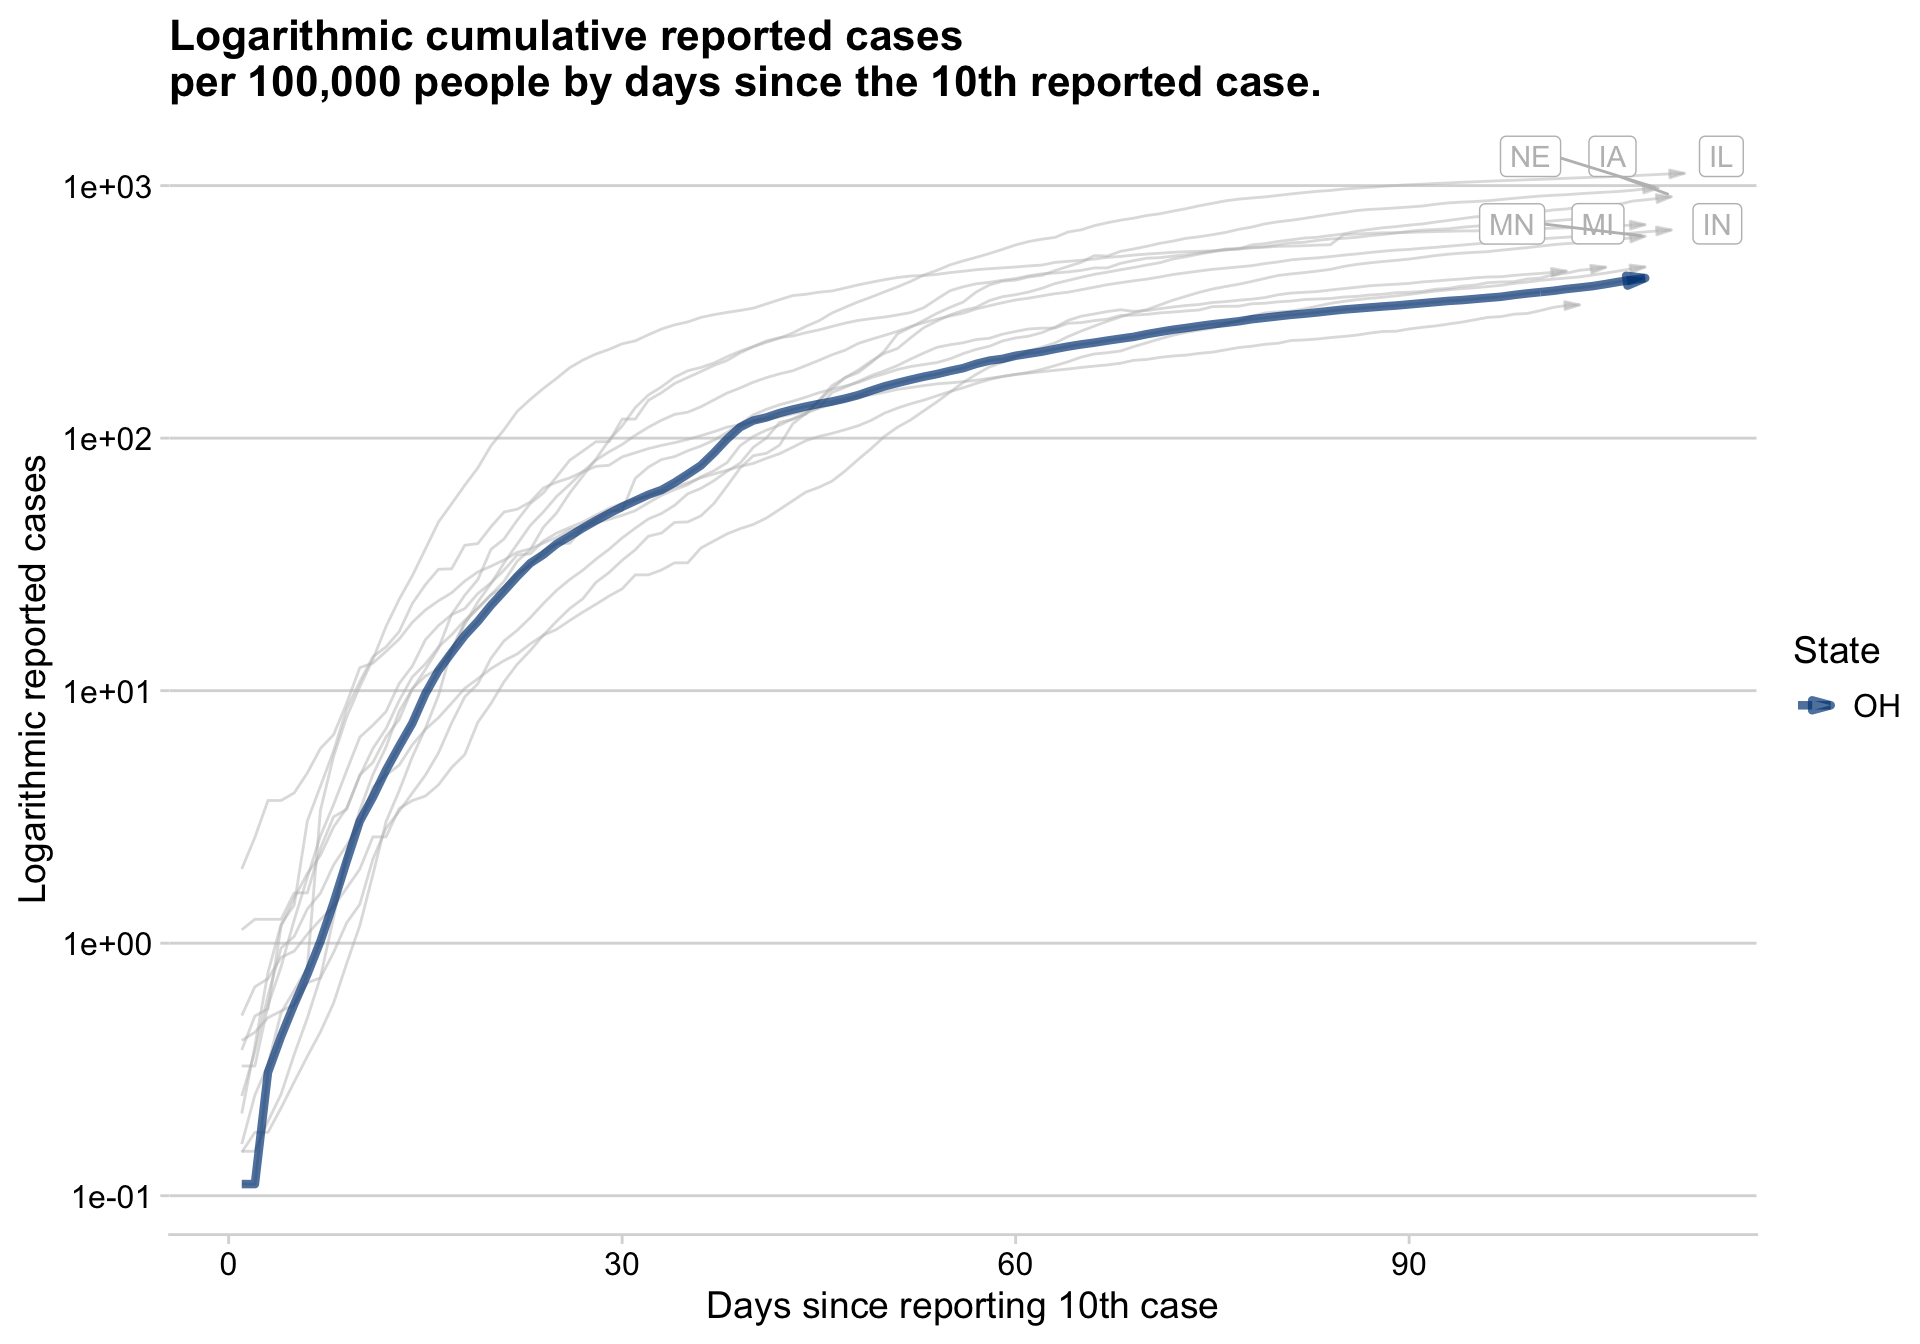 Logarithmic cumulative reported cases
per 100,000 people by days since the 10th reported case.
NE
IA
IL
MN
MI
IN
1e+03
1e+02
1e+01
1e+00
1e-01
Logarithmic reported cases
State
OH
0
30
60
90
Days since reporting 10th case